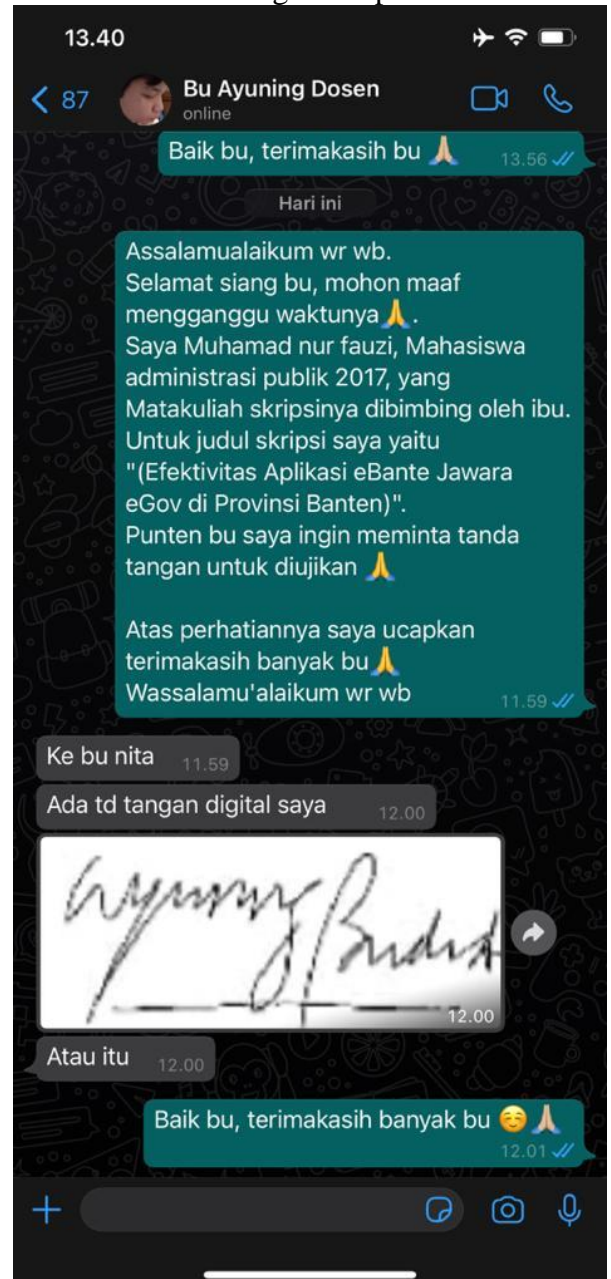 13.40
87
Bu Ayuning Dosen
online
Baik bu, terimakasih bu 🙏 13.56
Hari ini
Assalamualaikum wr wb.
Selamat siang bu, mohon maaf
mengganggu waktunya🙏.
Saya Muhamad nur fauzi, Mahasiswa
administrasi publik 2017, yang
Matakuliah skripsinya dibimbing oleh ibu.
Untuk judul skripsi saya yaitu
"(Efektivitas Aplikasi eBante Jawara
eGov di Provinsi Banten)".
Punten bu saya ingin meminta tanda
tangan untuk diujikan 🙏
Atas perhatiannya saya ucapkan
terimakasih banyak bu🙏
Wassalamu'alaikum wr wb 11.59
Ke bu nita 11.59
Ada td tangan digital saya 12.00
Ayuning
12.00
Atau itu 12.00
Baik bu, terimakasih banyak bu ☺️🙏
12.01